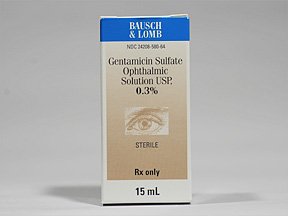 BAUSCH
& LOMB
NDC 24208-580-64
Gentamicin Sulfate
Ophthalmic
Solution USP,
0.3%
STERILE
Rx only
15 mL